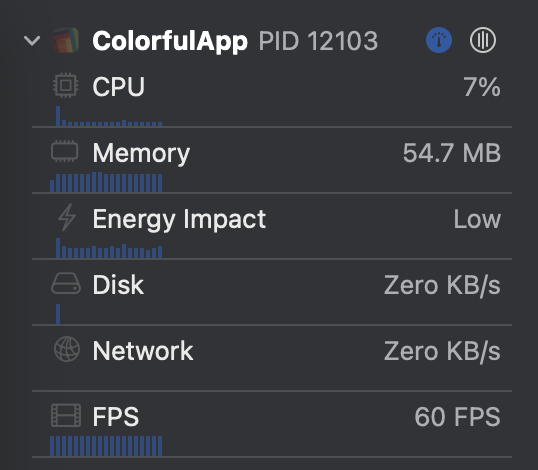 ColorfulApp PID 12103
CPU 7%
Memory 54.7 MB
Energy Impact Low
Disk Zero KB/s
Network Zero KB/s
FPS 60 FPS